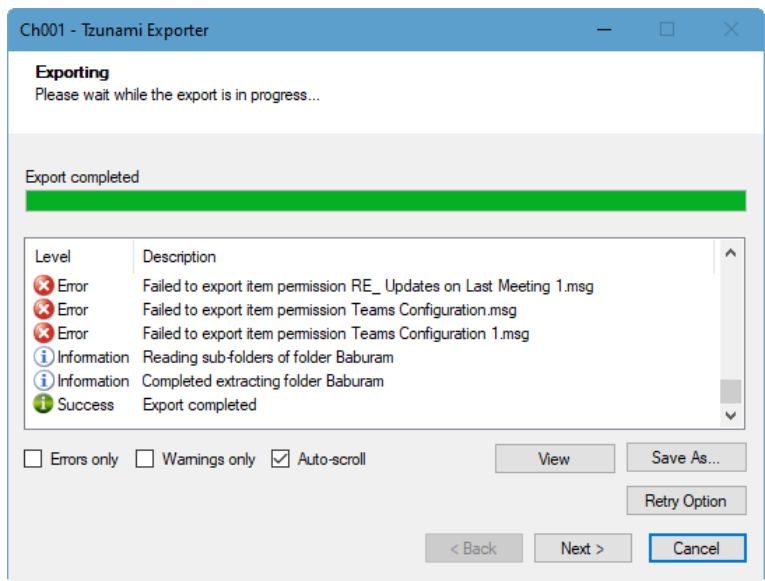 Ch001 - Tzunami Exporter
Exporting
Please wait while the export is in progress...
Export completed
Level Description
Error Failed to export item permission RE_ Updates on Last Meeting 1.msg
Error Failed to export item permission Teams Configuration.msg
Error Failed to export item permission Teams Configuration 1.msg
Information Reading sub-folders of folder Baburam
Information Completed extracting folder Baburam
Success Export completed
Errors only Warnings only Auto-scroll View Save As...
Retry Option
< Back Next > Cancel